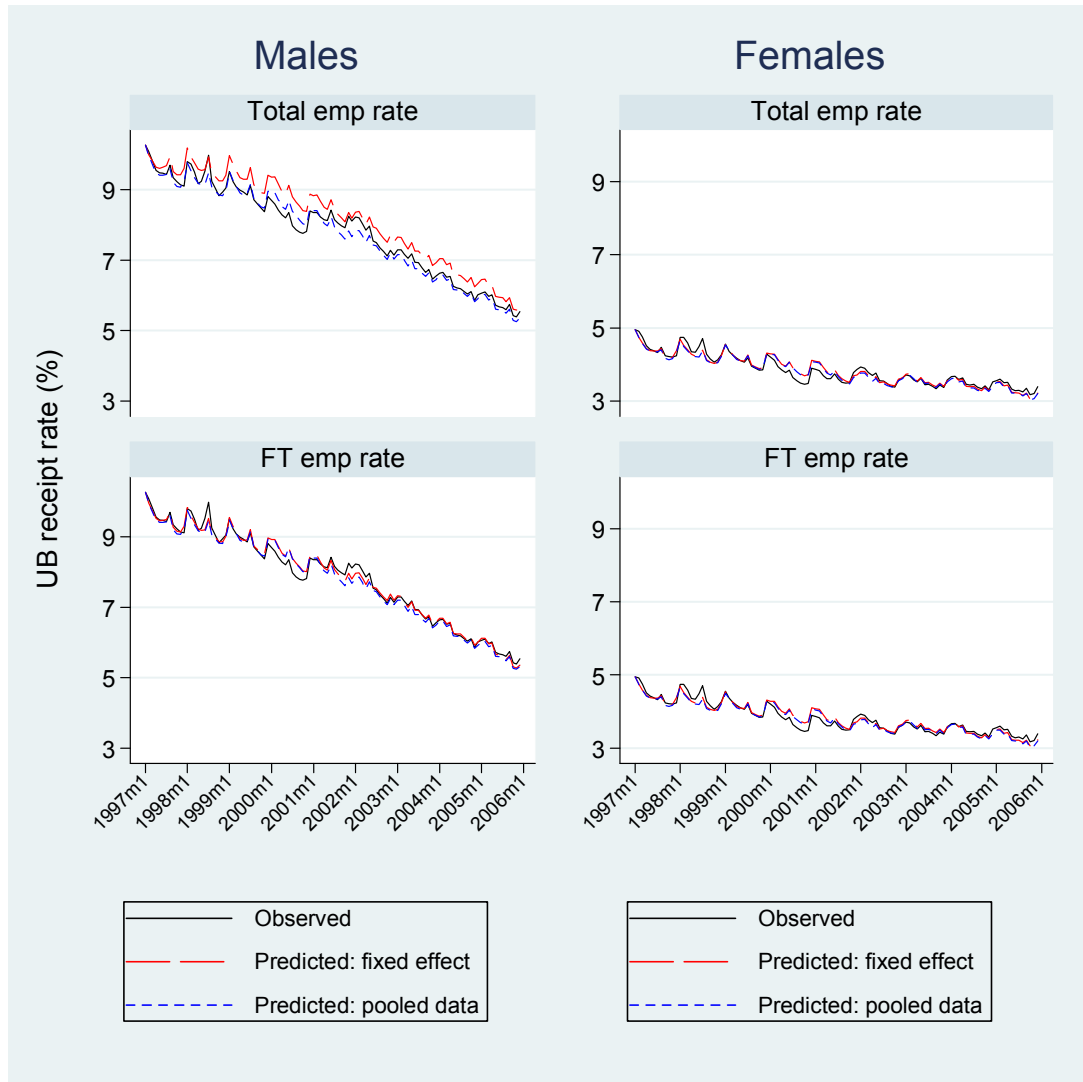 Males
Females
Total emp rate
Total emp rate
UB receipt rate (%)
9
7
5
3
9
7
5
3
FT emp rate
FT emp rate
9
7
5
3
9
7
5
3
1997m1
1998m1
1999m1
2000m1
2001m1
2002m1
2003m1
2004m1
2005m1
2006m1
1997m1
1998m1
1999m1
2000m1
2001m1
2002m1
2003m1
2004m1
2005m1
2006m1
Observed
Predicted: fixed effect
Predicted: pooled data
Observed
Predicted: fixed effect
Predicted: pooled data